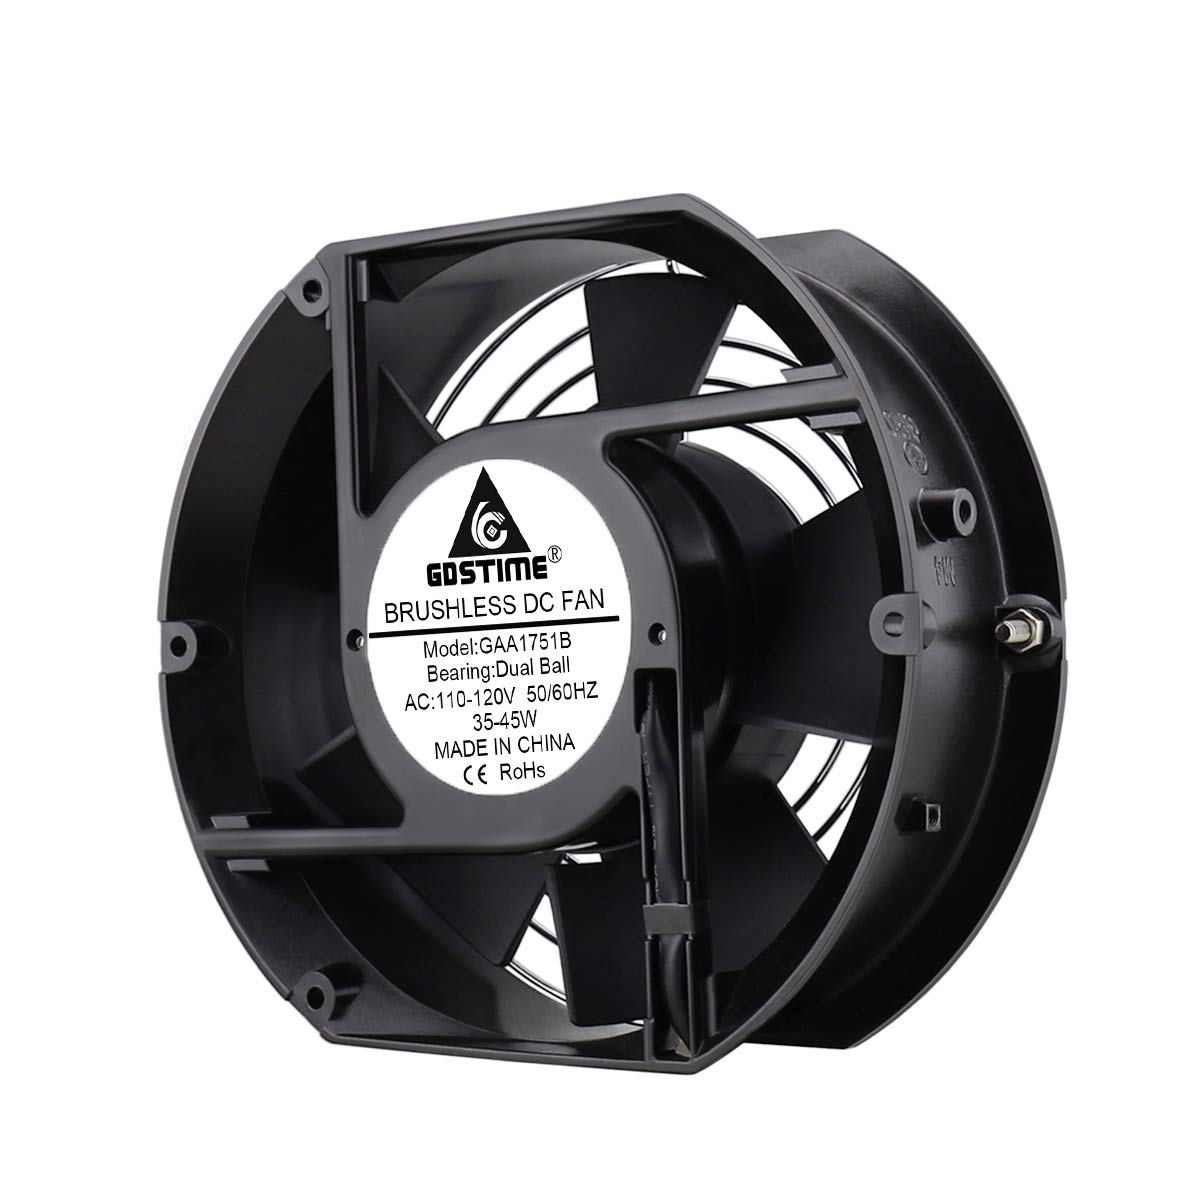 GDSTIME®
BRUSHLESS DC FAN
Model:GAA1751B
Bearing:Dual Ball
AC:110-120V 50/60HZ
35-45W
MADE IN CHINA
CE RoHs
M4